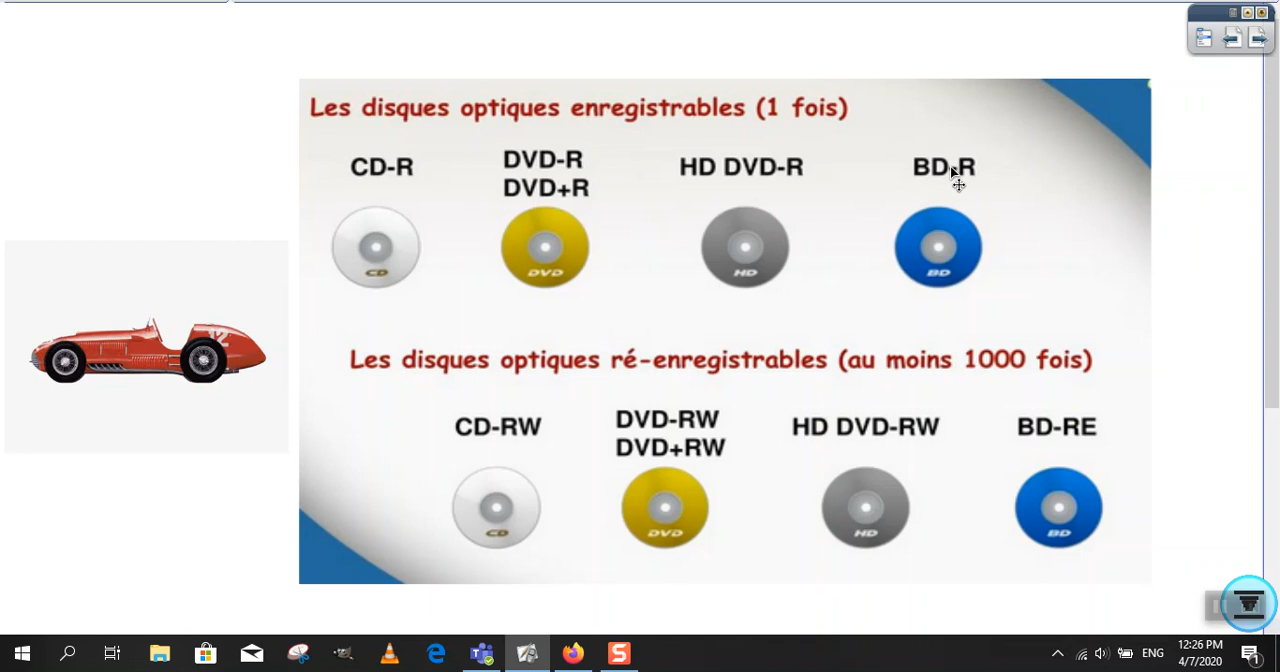 Les disques optiques enregistrables (1 fois)
CD-R
DVD-R
DVD+R
HD DVD-R
BD-R
CD
DVD
HD
BD
Les disques optiques ré-enregistrables (au moins 1000 fois)
CD-RW
DVD-RW
DVD+RW
HD DVD-RW
BD-RE
CD
DVD
HD
BD
12
ENG
12:26 PM
4/7/2020
1